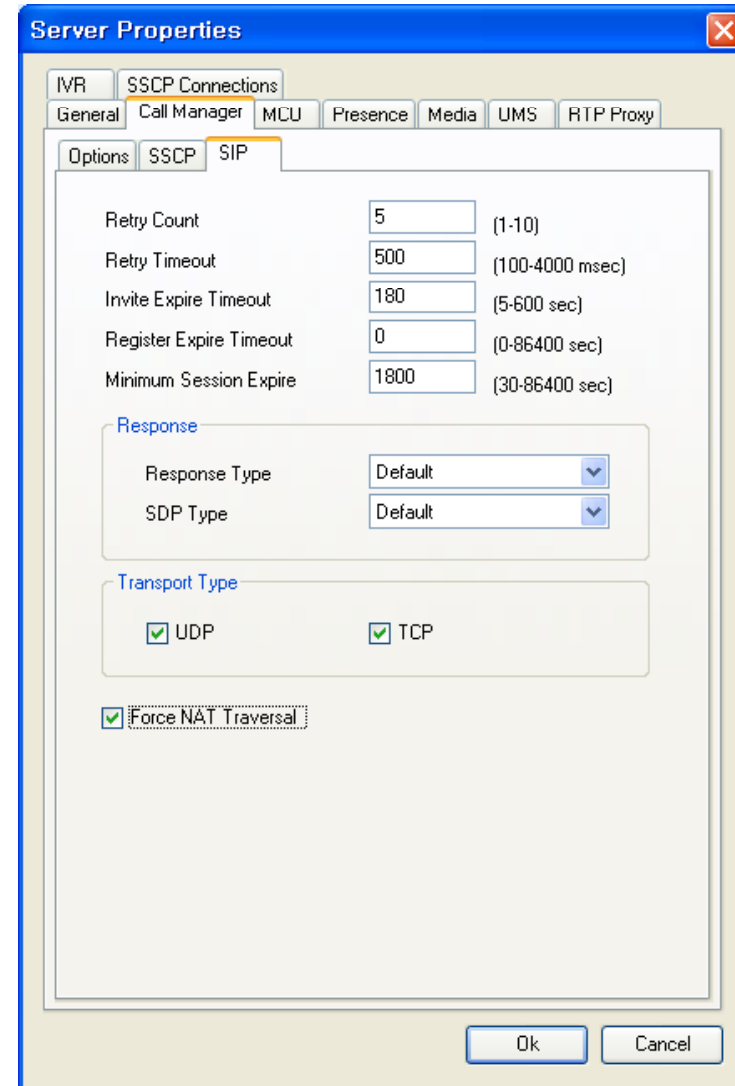 Server Properties
IVR SSCP Connections
General Call Manager MCU Presence Media UMS RTP Proxy
Options SSCP SIP
Retry Count 5 (1-10)
Retry Timeout 500 (100-4000 msec)
Invite Expire Timeout 180 (5-600 sec)
Register Expire Timeout 0 (0-86400 sec)
Minimum Session Expire 1800 (30-86400 sec)
Response
Response Type Default
SDP Type Default
Transport Type
UDP TCP
Force NAT Traversal
Ok Cancel